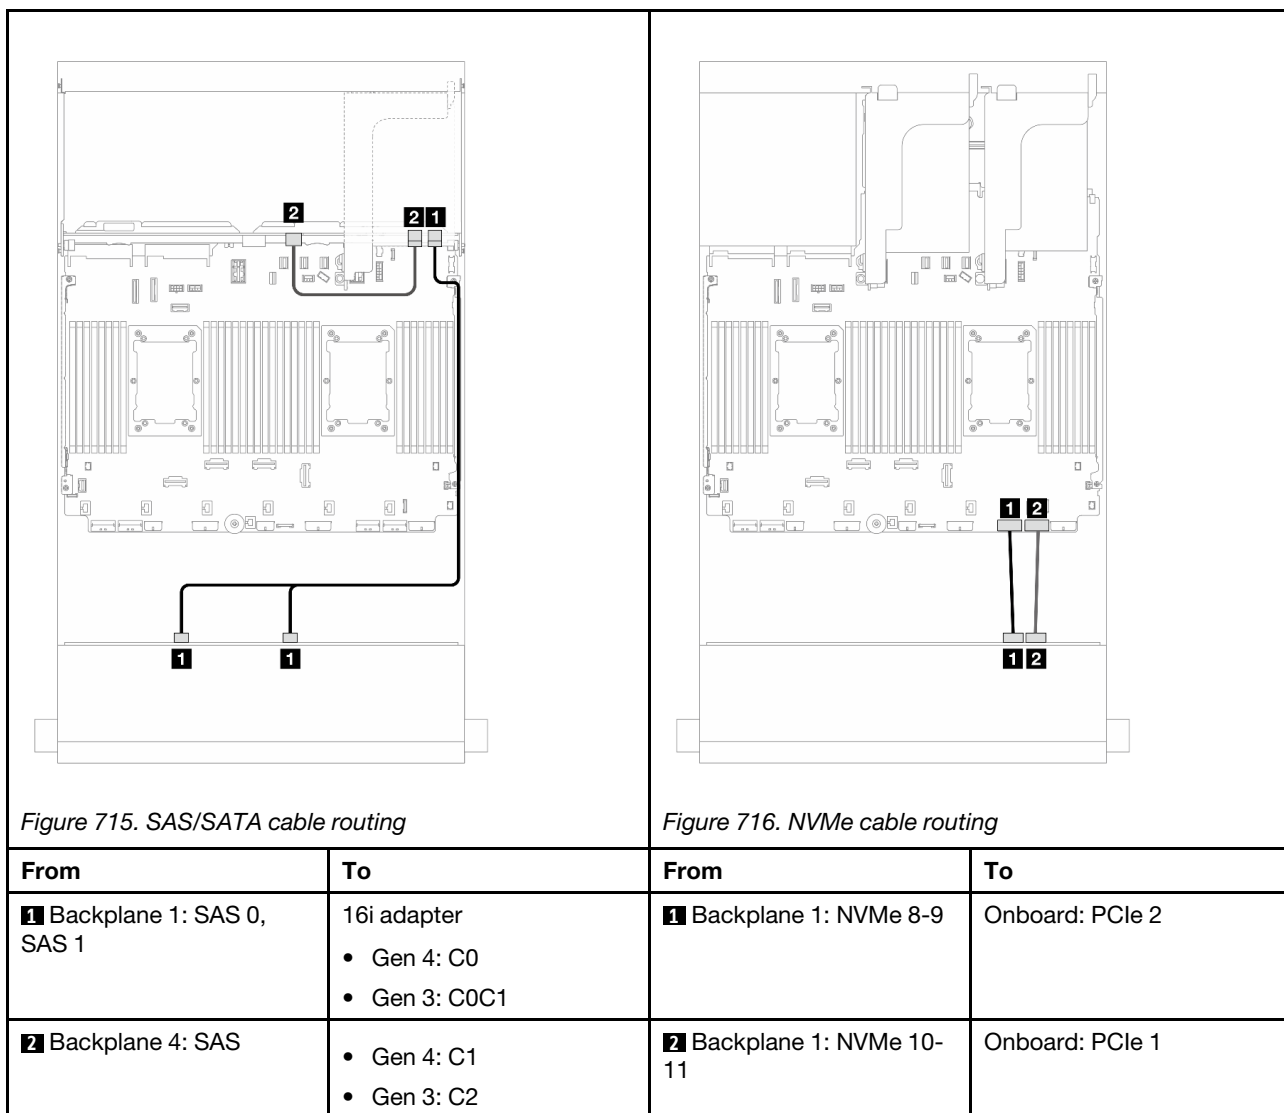 2
2 1
1
1
Figure 715. SAS/SATA cable routing
1 2
1 2
Figure 716. NVMe cable routing
From
To
From
To
1 Backplane 1: SAS 0,
SAS 1
16i adapter
• Gen 4: C0
• Gen 3: C0C1
1 Backplane 1: NVMe 8-9
Onboard: PCIe 2
2 Backplane 4: SAS
• Gen 4: C1
• Gen 3: C2
2 Backplane 1: NVMe 10-
11
Onboard: PCIe 1